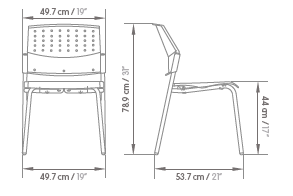 49.7 cm / 19"
78.9 cm / 31"
44 cm / 17"
49.7 cm / 19"
53.7 cm / 21"